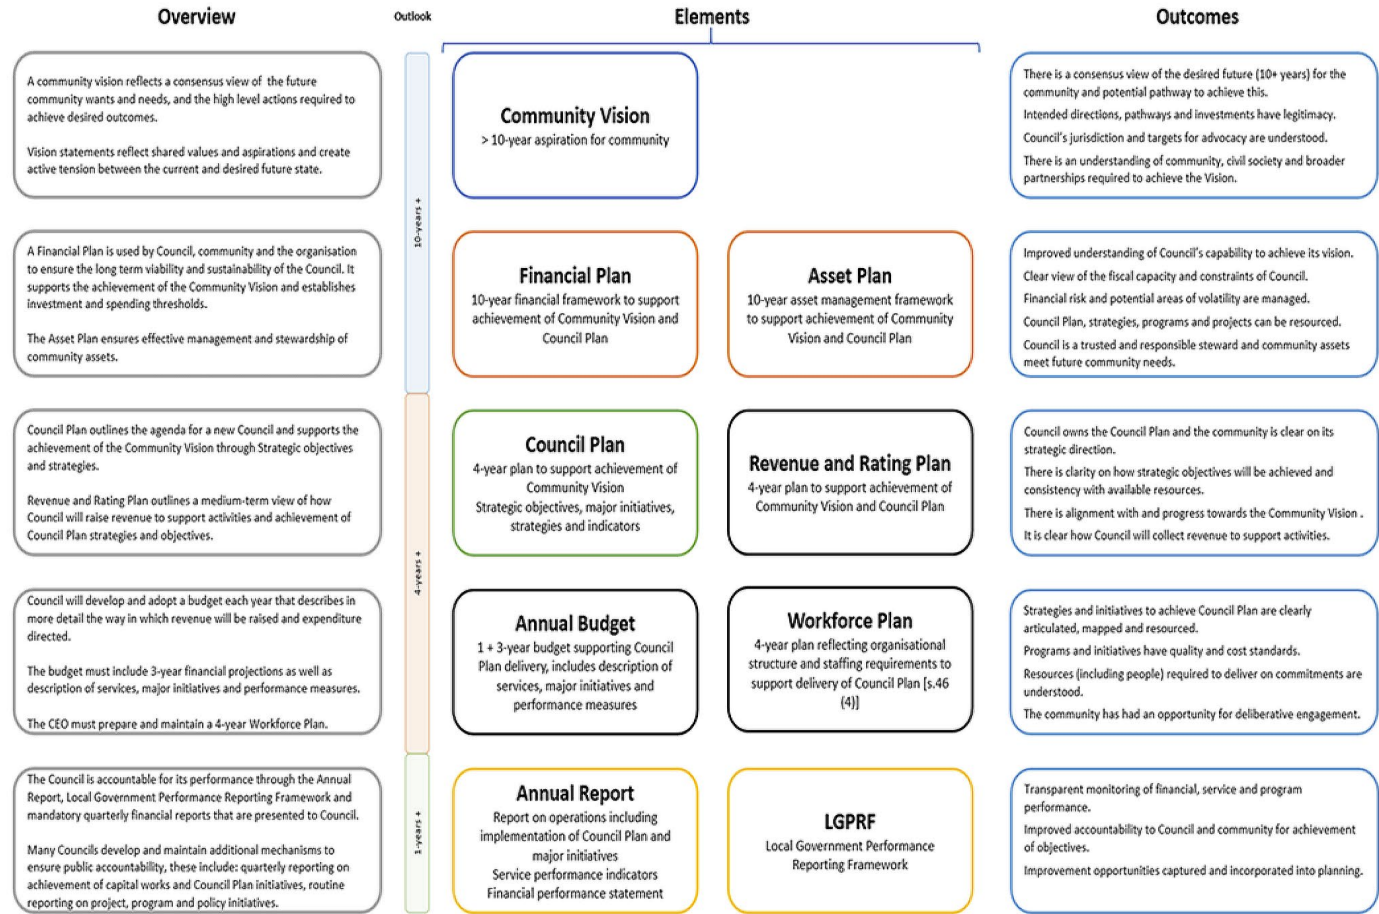 Overview
Outlook
Elements
Outcomes
A community vision reflects a consensus view of the future
community wants and needs, and the high level actions required to
achieve desired outcomes.
Vision statements reflect shared values and aspirations and create
active tension between the current and desired future state.
10-years +
Community Vision
> 10-year aspiration for community
There is a consensus view of the desired future (10+ years) for the
community and potential pathway to achieve this.
Intended directions, pathways and investments have legitimacy.
Council's jurisdiction and targets for advocacy are understood.
There is an understanding of community, civil society and broader
partnerships required to achieve the Vision.
A Financial Plan is used by Council, community and the organisation
to ensure the long term viability and sustainability of the Council. It
supports the achievement of the Community Vision and establishes
investment and spending thresholds.
The Asset Plan ensures effective management and stewardship of
community assets.
Financial Plan
10-year financial framework to support
achievement of Community Vision and
Council Plan
Asset Plan
10-year asset management framework
to support achievement of Community
Vision and Council Plan
Improved understanding of Council's capability to achieve its vision.
Clear view of the fiscal capacity and constraints of Council.
Financial risk and potential areas of volatility are managed.
Council Plan, strategies, programs and projects can be resourced.
Council is a trusted and responsible steward and community assets
meet future community needs.
Council Plan outlines the agenda for a new Council and supports the
achievement of the Community Vision through Strategic objectives
and strategies.
Revenue and Rating Plan outlines a medium-term view of how
Council will raise revenue to support activities and achievement of
Council Plan strategies and objectives.
4-years +
Council Plan
4-year plan to support achievement of
Community Vision
Strategic objectives, major initiatives,
strategies and indicators
Revenue and Rating Plan
4-year plan to support achievement of
Community Vision and Council Plan
Council owns the Council Plan and the community is clear on its
strategic direction.
There is clarity on how strategic objectives will be achieved and
consistency with available resources.
There is alignment with and progress towards the Community Vision .
It is clear how Council will collect revenue to support activities.
Council will develop and adopt a budget each year that describes in
more detail the way in which revenue will be raised and expenditure
directed.
The budget must include 3-year financial projections as well as
description of services, major initiatives and performance measures.
The CEO must prepare and maintain a 4-year Workforce Plan.
Annual Budget
1 + 3-year budget supporting Council
Plan delivery, includes description of
services, major initiatives and
performance measures
Workforce Plan
4-year plan reflecting organisational
structure and staffing requirements to
support delivery of Council Plan [s.46
(4)]
Strategies and initiatives to achieve Council Plan are clearly
articulated, mapped and resourced.
Programs and initiatives have quality and cost standards.
Resources (including people) required to deliver on commitments are
understood.
The community has had an opportunity for deliberative engagement.
The Council is accountable for its performance through the Annual
Report, Local Government Performance Reporting Framework and
mandatory quarterly financial reports that are presented to Council.
Many Councils develop and maintain additional mechanisms to
ensure public accountability, these include: quarterly reporting on
achievement of capital works and Council Plan initiatives, routine
reporting on project, program and policy initiatives.
1-years +
Annual Report
Report on operations including
implementation of Council Plan and
major initiatives
Service performance indicators
Financial performance statement
LGPRF
Local Government Performance
Reporting Framework
Transparent monitoring of financial, service and program
performance.
Improved accountability to Council and community for achievement
of objectives.
Improvement opportunities captured and incorporated into planning.